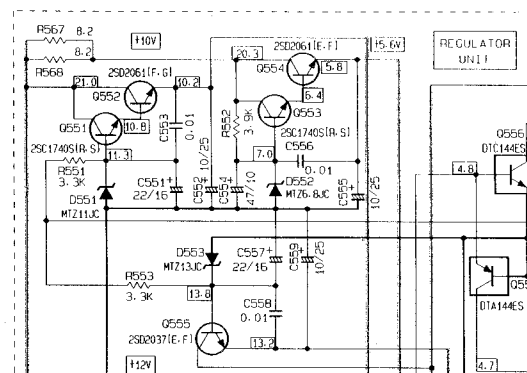 R567
8.2
8.2
R568
+10V
2SD2061(E,F)
Q554
20.3
5.8
+5.6V
REGULATOR
UNIT
2SD2061(F,G)
21.0
Q552
10.2
6.4
Q553
Q551
10.8
C553
0.01
R552
3.9K
2SC1740S(R,S)
2SC1740S(R,S)
11.3
7.0
C556
0.01
R551
3.3K
D551
MTZ11JC
C551
22/16
C552
10/25
C554
47/10
D552
MTZ6.8JC
C555
10/25
Q556
DTC144ES
4.8
D553
MTZ13JC
C557
22/16
C559
10/25
R553
3.3K
13.8
C558
0.01
Q555
2SD2037(E,F)
13.2
+12V
Q55
DTA144ES
4.7